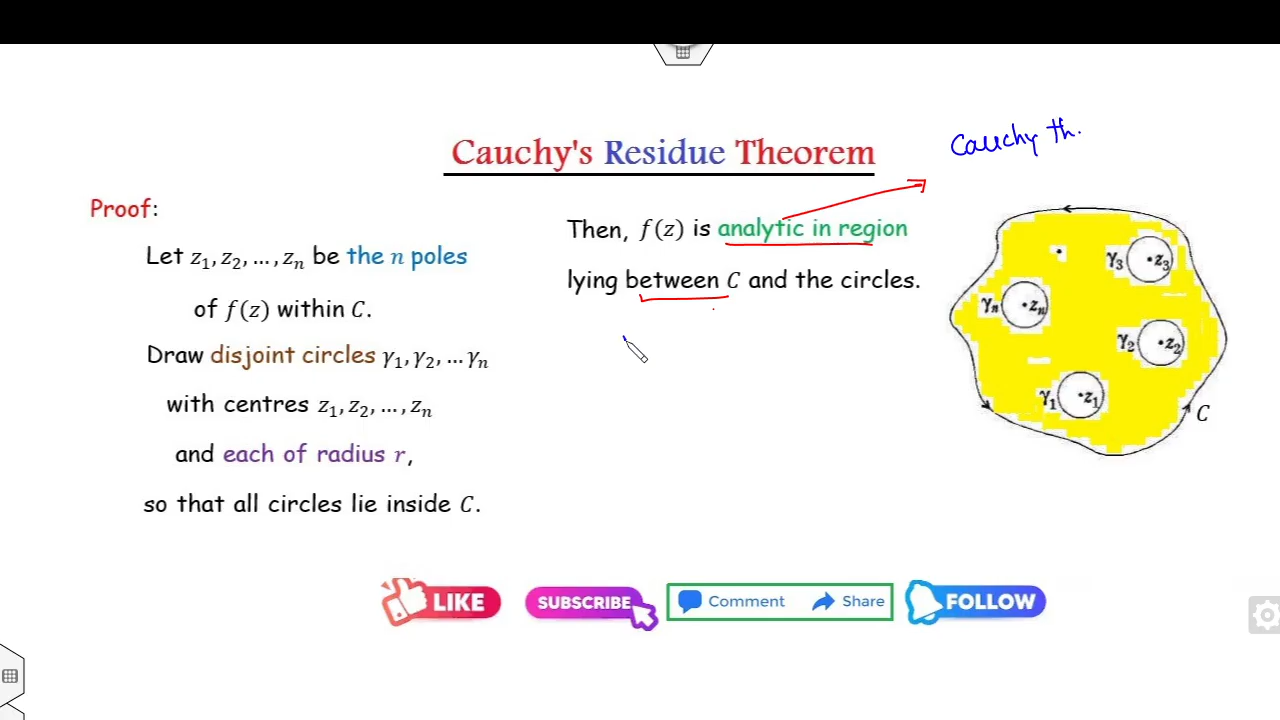 Cauchy's Residue Theorem
Cauchy th.
Proof:
Let z₁, z₂, ..., zₙ be the n poles
of f(z) within C.
Draw disjoint circles γ₁, γ₂, ... γₙ
with centres z₁, z₂, ..., zₙ
and each of radius r,
so that all circles lie inside C.
Then, f(z) is analytic in region
lying between C and the circles.
γ₃ z₃
γₙ zₙ
γ₂ z₂
γ₁ z₁
C
LIKE
SUBSCRIBE
Comment
Share
FOLLOW